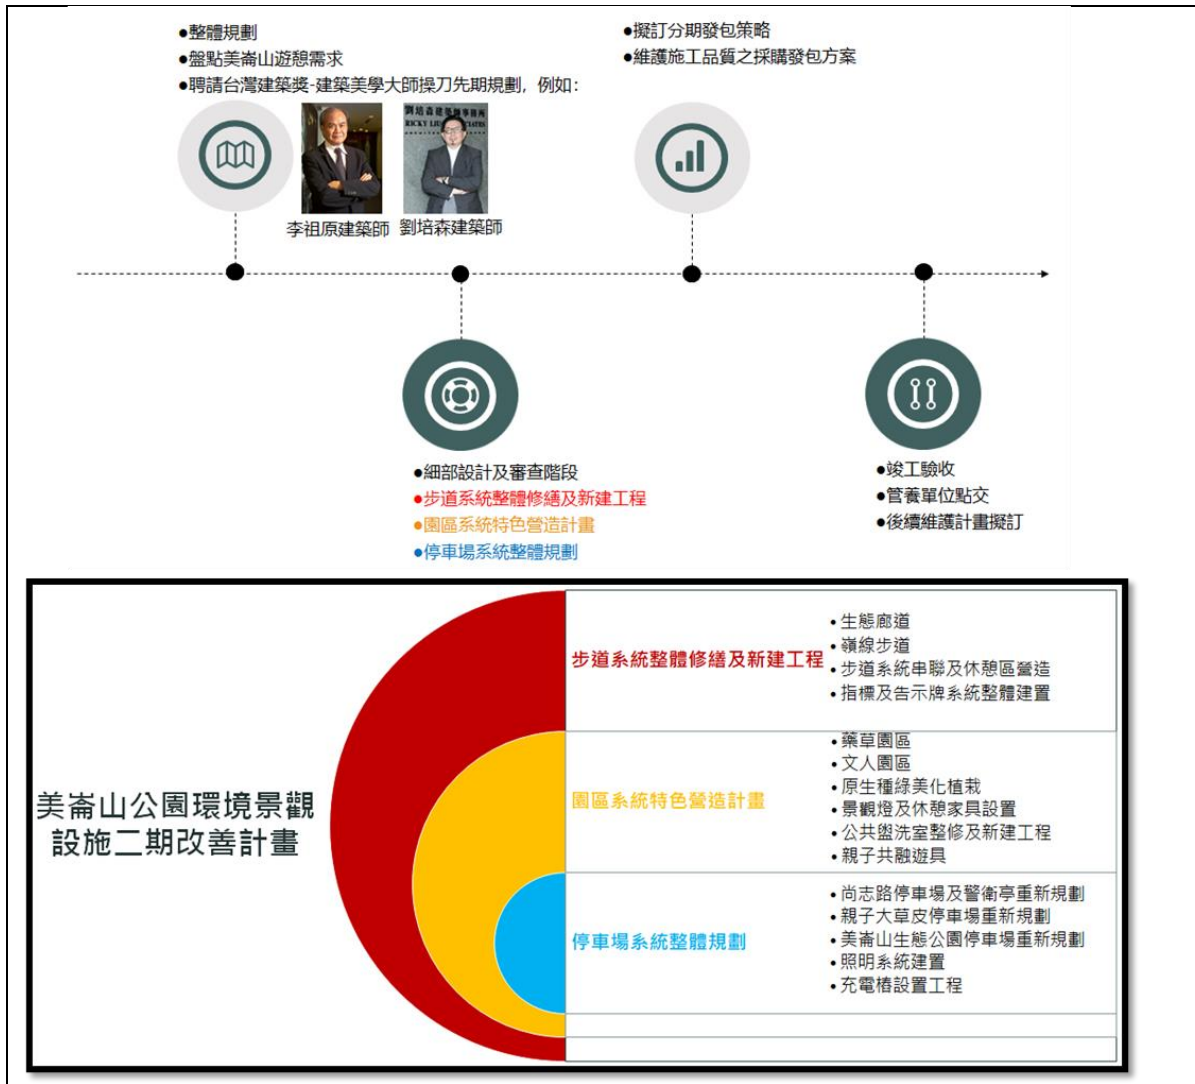 ●整體規劃
●盤點美崙山遊憩需求
●聘請台灣建築獎-建築美學大師操刀先期規劃，例如：
劉培森建築師事務所
李祖原建築師
劉培森建築師
●擬訂分期發包策略
●維護施工品質之採購發包方案
●細部設計及審查階段
●步道系統整體修繕及新建工程
●園區系統特色營造計畫
●停車場系統整體規劃
●竣工驗收
●管養單位點交
●後續維護計畫擬訂
美崙山公園環境景觀
設施二期改善計畫
步道系統整體修繕及新建工程
•生態廊道
•嶺線步道
•步道系統串聯及休憩區營造
•指標及告示牌系統整體建置
園區系統特色營造計畫
•藥草園區
•文人園區
•原生種綠美化植栽
•景觀燈及休憩家具設置
•公共盥洗室整修及新建工程
•親子共融遊具
停車場系統整體規劃
•尚志路停車場及警衛亭重新規劃
•親子大草皮停車場重新規劃
•美崙山生態公園停車場重新規劃
•照明系統建置
•充電樁設置工程